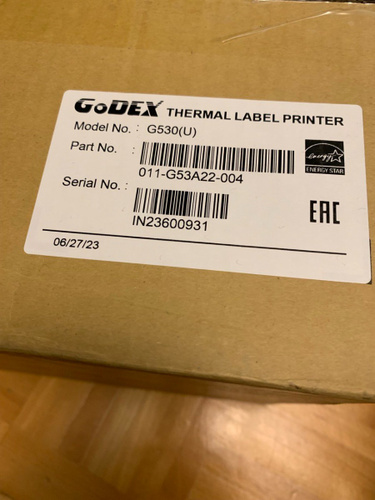 GoDEX THERMAL LABEL PRINTER
Model No. : G530(U)
Part No. :
011-G53A22-004
energy
ENERGY STAR
Serial No. :
IN23600931
EAC
06/27/23